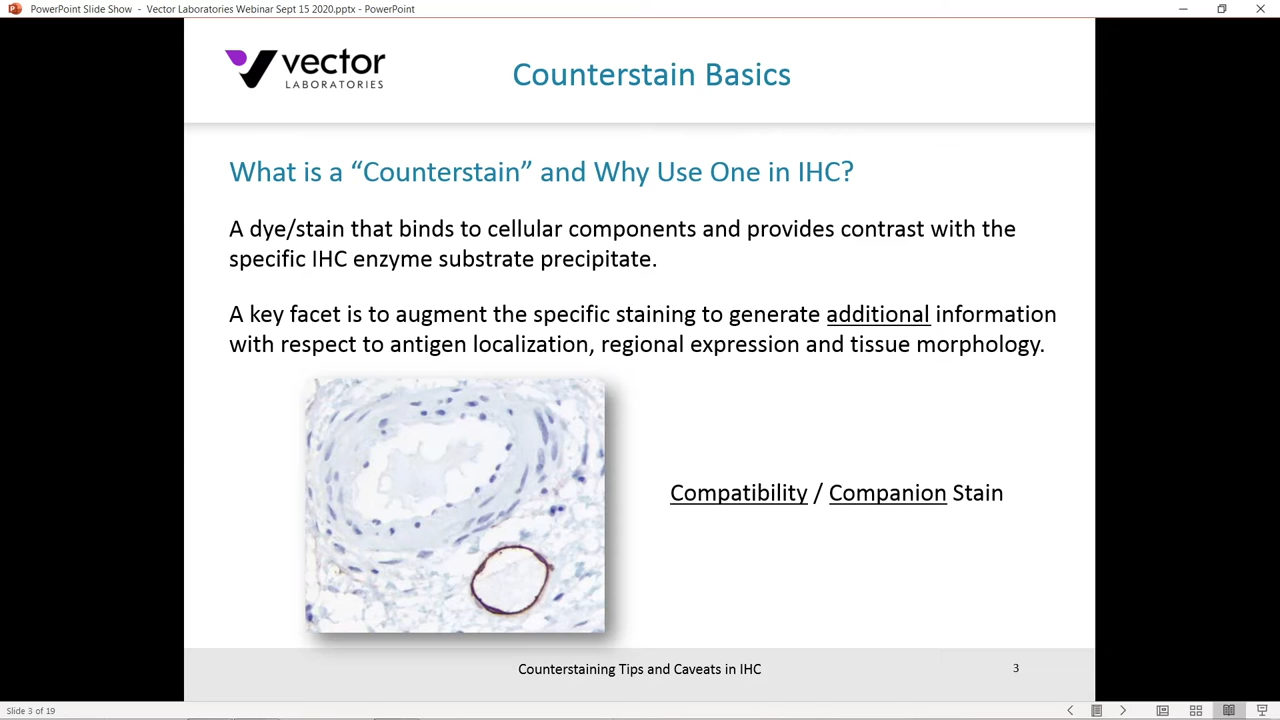 PowerPoint Slide Show - Vector Laboratories Webinar Sept 15 2020.pptx - PowerPoint
vector
LABORATORIES
Counterstain Basics
What is a “Counterstain” and Why Use One in IHC?
A dye/stain that binds to cellular components and provides contrast with the
specific IHC enzyme substrate precipitate.
A key facet is to augment the specific staining to generate additional information
with respect to antigen localization, regional expression and tissue morphology.
Compatibility / Companion Stain
Counterstaining Tips and Caveats in IHC
3
Slide 3 of 19